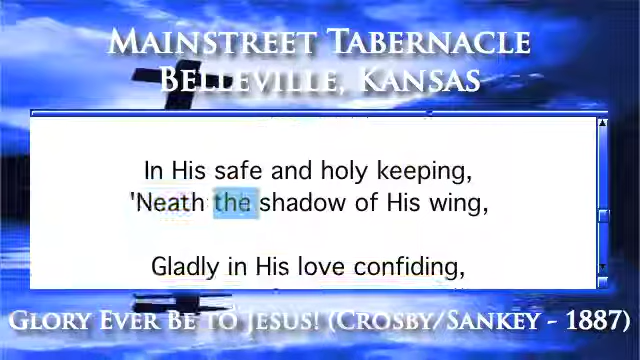 MAINSTREET TABERNACLE
BELLEVILLE, KANSAS
In His safe and holy keeping,
'Neath the shadow of His wing,
Gladly in His love confiding,
GLORY EVER BE TO JESUS! (CROSBY/SANKEY - 1887)